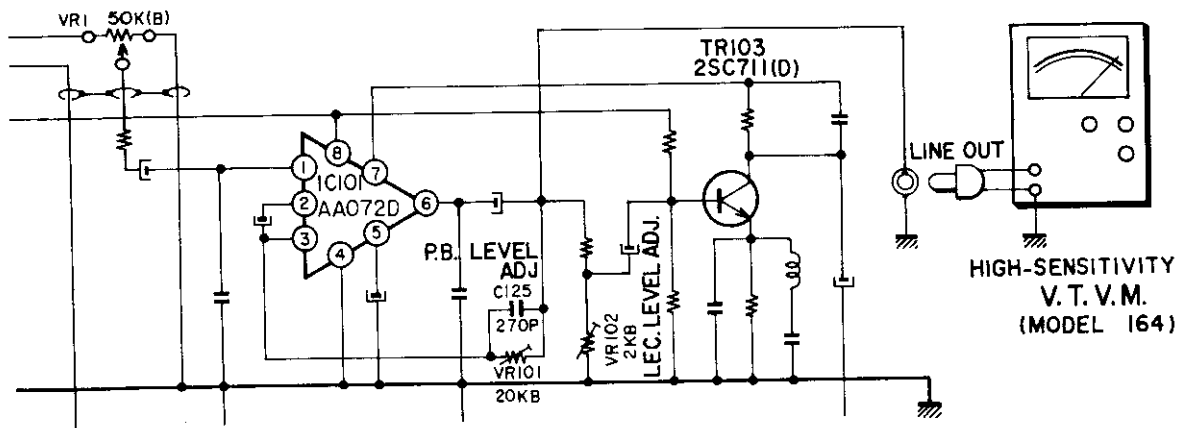 VR1 50K(B)
TR103
2SC711(D)
8
1
7
IC101
2
AA072D
6
3
5
4
P.B. LEVEL
ADJ
C125
270P
VR101
20KB
VR102
2KB
LEC. LEVEL ADJ.
LINE OUT
HIGH-SENSITIVITY
V. T. V. M.
(MODEL 164)